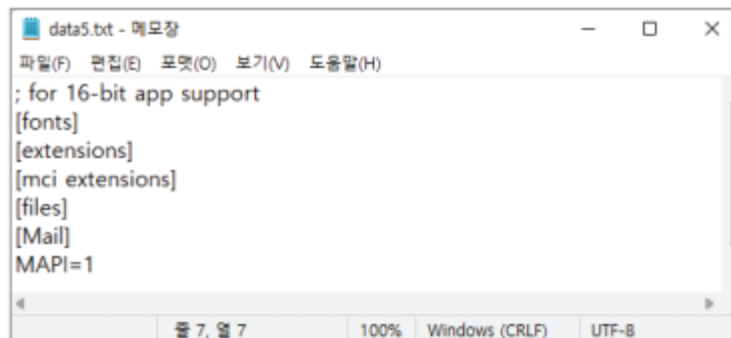 data5.txt - 메모장
파일(F) 편집(E) 포맷(O) 보기(V) 도움말(H)
; for 16-bit app support
[fonts]
[extensions]
[mci extensions]
[files]
[Mail]
MAPI=1
줄 7, 열 7 100% Windows (CRLF) UTF-8